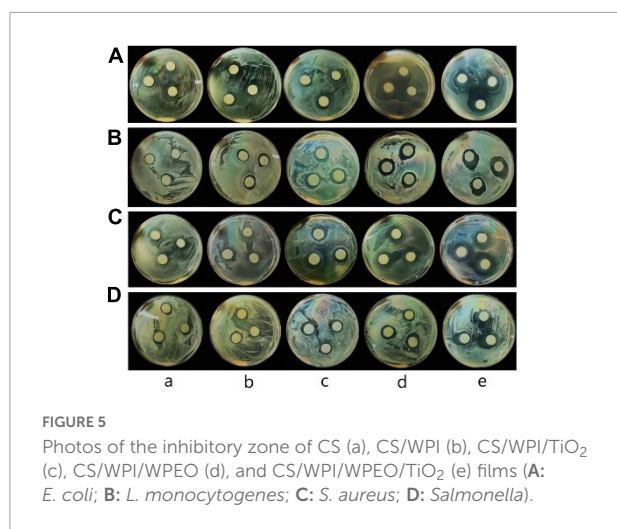 A
B
C
D
a b c d e
FIGURE 5
Photos of the inhibitory zone of CS (a), CS/WPI (b), CS/WPI/TiO₂
(c), CS/WPI/WPEO (d), and CS/WPI/WPEO/TiO₂ (e) films (A:
E. coli; B: L. monocytogenes; C: S. aureus; D: Salmonella).